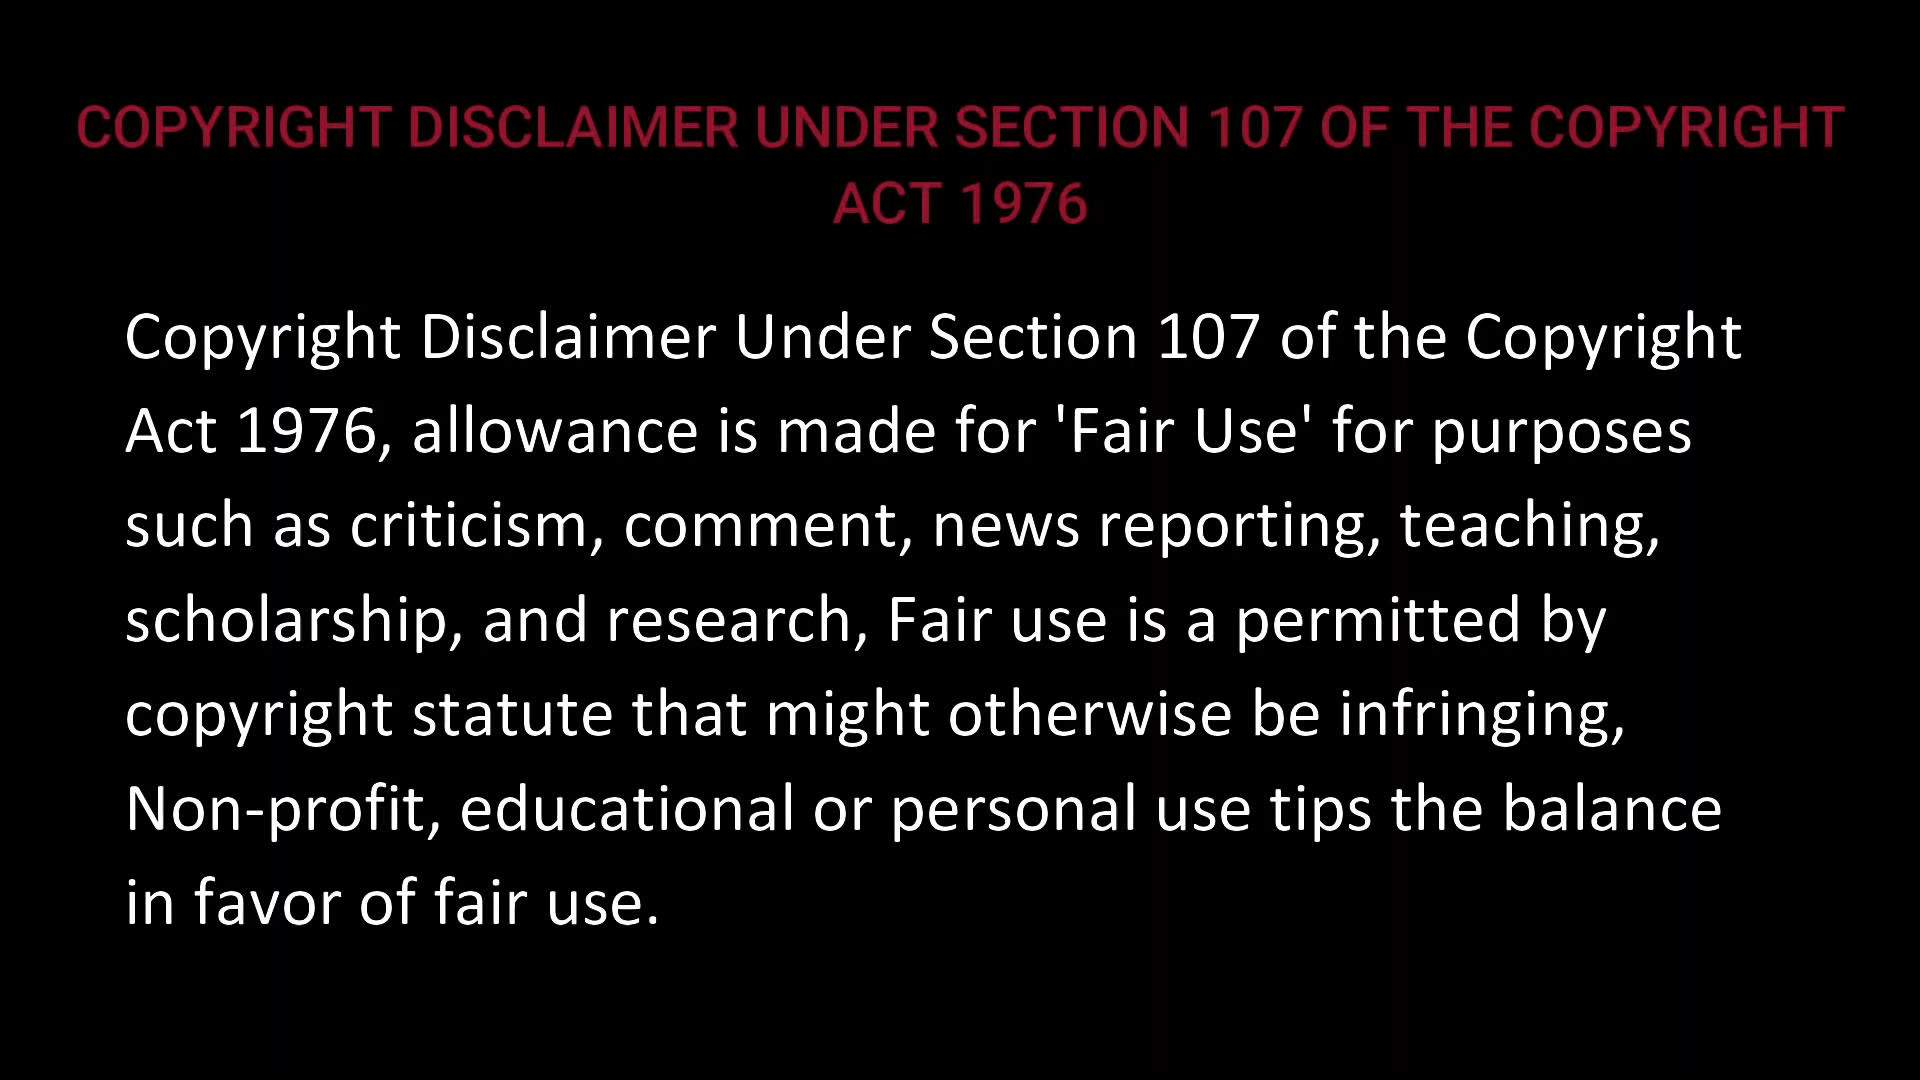 COPYRIGHT DISCLAIMER UNDER SECTION 107 OF THE COPYRIGHT
ACT 1976
Copyright Disclaimer Under Section 107 of the Copyright
Act 1976, allowance is made for 'Fair Use' for purposes
such as criticism, comment, news reporting, teaching,
scholarship, and research, Fair use is a permitted by
copyright statute that might otherwise be infringing,
Non-profit, educational or personal use tips the balance
in favor of fair use.